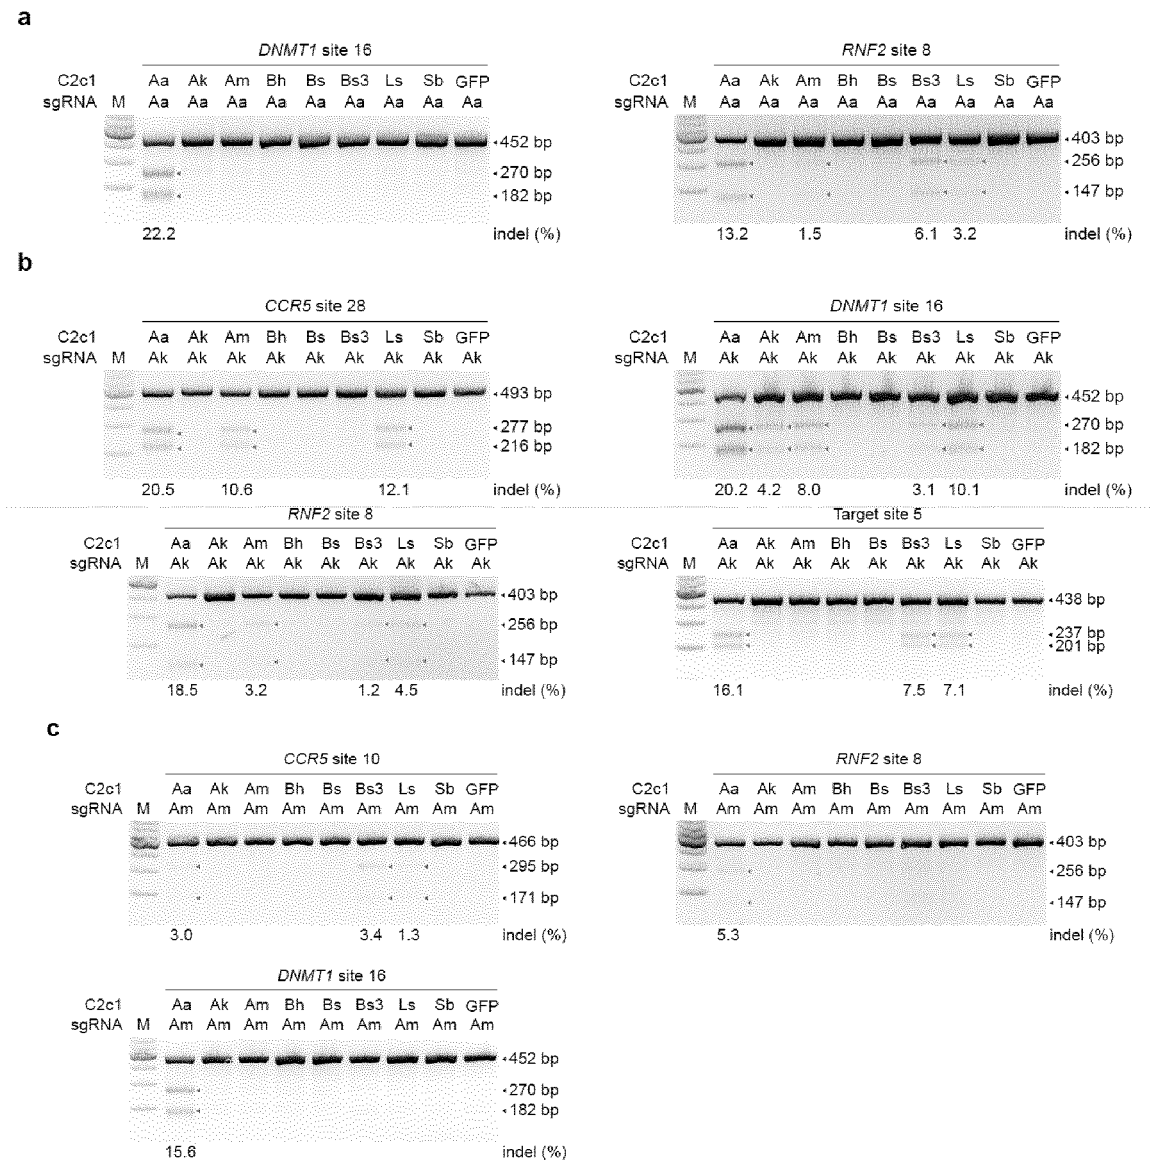 a
DNMT1 site 16
C2c1 Aa Ak Am Bh Bs Bs3 Ls Sb GFP
sgRNA M Aa Aa Aa Aa Aa Aa Aa Aa Aa
452 bp
270 bp
182 bp
22.2 indel (%)
RNF2 site 8
C2c1 Aa Ak Am Bh Bs Bs3 Ls Sb GFP
sgRNA M Aa Aa Aa Aa Aa Aa Aa Aa Aa
403 bp
256 bp
147 bp
13.2 1.5 6.1 3.2 indel (%)
b
CCR5 site 28
C2c1 Aa Ak Am Bh Bs Bs3 Ls Sb GFP
sgRNA M Ak Ak Ak Ak Ak Ak Ak Ak Ak
493 bp
277 bp
216 bp
20.5 10.6 12.1 indel (%)
DNMT1 site 16
C2c1 Aa Ak Am Bh Bs Bs3 Ls Sb GFP
sgRNA M Ak Ak Ak Ak Ak Ak Ak Ak Ak
452 bp
270 bp
182 bp
20.2 4.2 8.0 3.1 10.1 indel (%)
RNF2 site 8
C2c1 Aa Ak Am Bh Bs Bs3 Ls Sb GFP
sgRNA M Ak Ak Ak Ak Ak Ak Ak Ak Ak
403 bp
256 bp
147 bp
18.5 3.2 1.2 4.5 indel (%)
Target site 5
C2c1 Aa Ak Am Bh Bs Bs3 Ls Sb GFP
sgRNA M Ak Ak Ak Ak Ak Ak Ak Ak Ak
438 bp
237 bp
201 bp
16.1 7.5 7.1 indel (%)
c
CCR5 site 10
C2c1 Aa Ak Am Bh Bs Bs3 Ls Sb GFP
sgRNA M Am Am Am Am Am Am Am Am Am
466 bp
295 bp
171 bp
3.0 3.4 1.3 indel (%)
RNF2 site 8
C2c1 Aa Ak Am Bh Bs Bs3 Ls Sb GFP
sgRNA M Am Am Am Am Am Am Am Am Am
403 bp
256 bp
147 bp
5.3 indel (%)
DNMT1 site 16
C2c1 Aa Ak Am Bh Bs Bs3 Ls Sb GFP
sgRNA M Am Am Am Am Am Am Am Am Am
452 bp
270 bp
182 bp
15.6 indel (%)